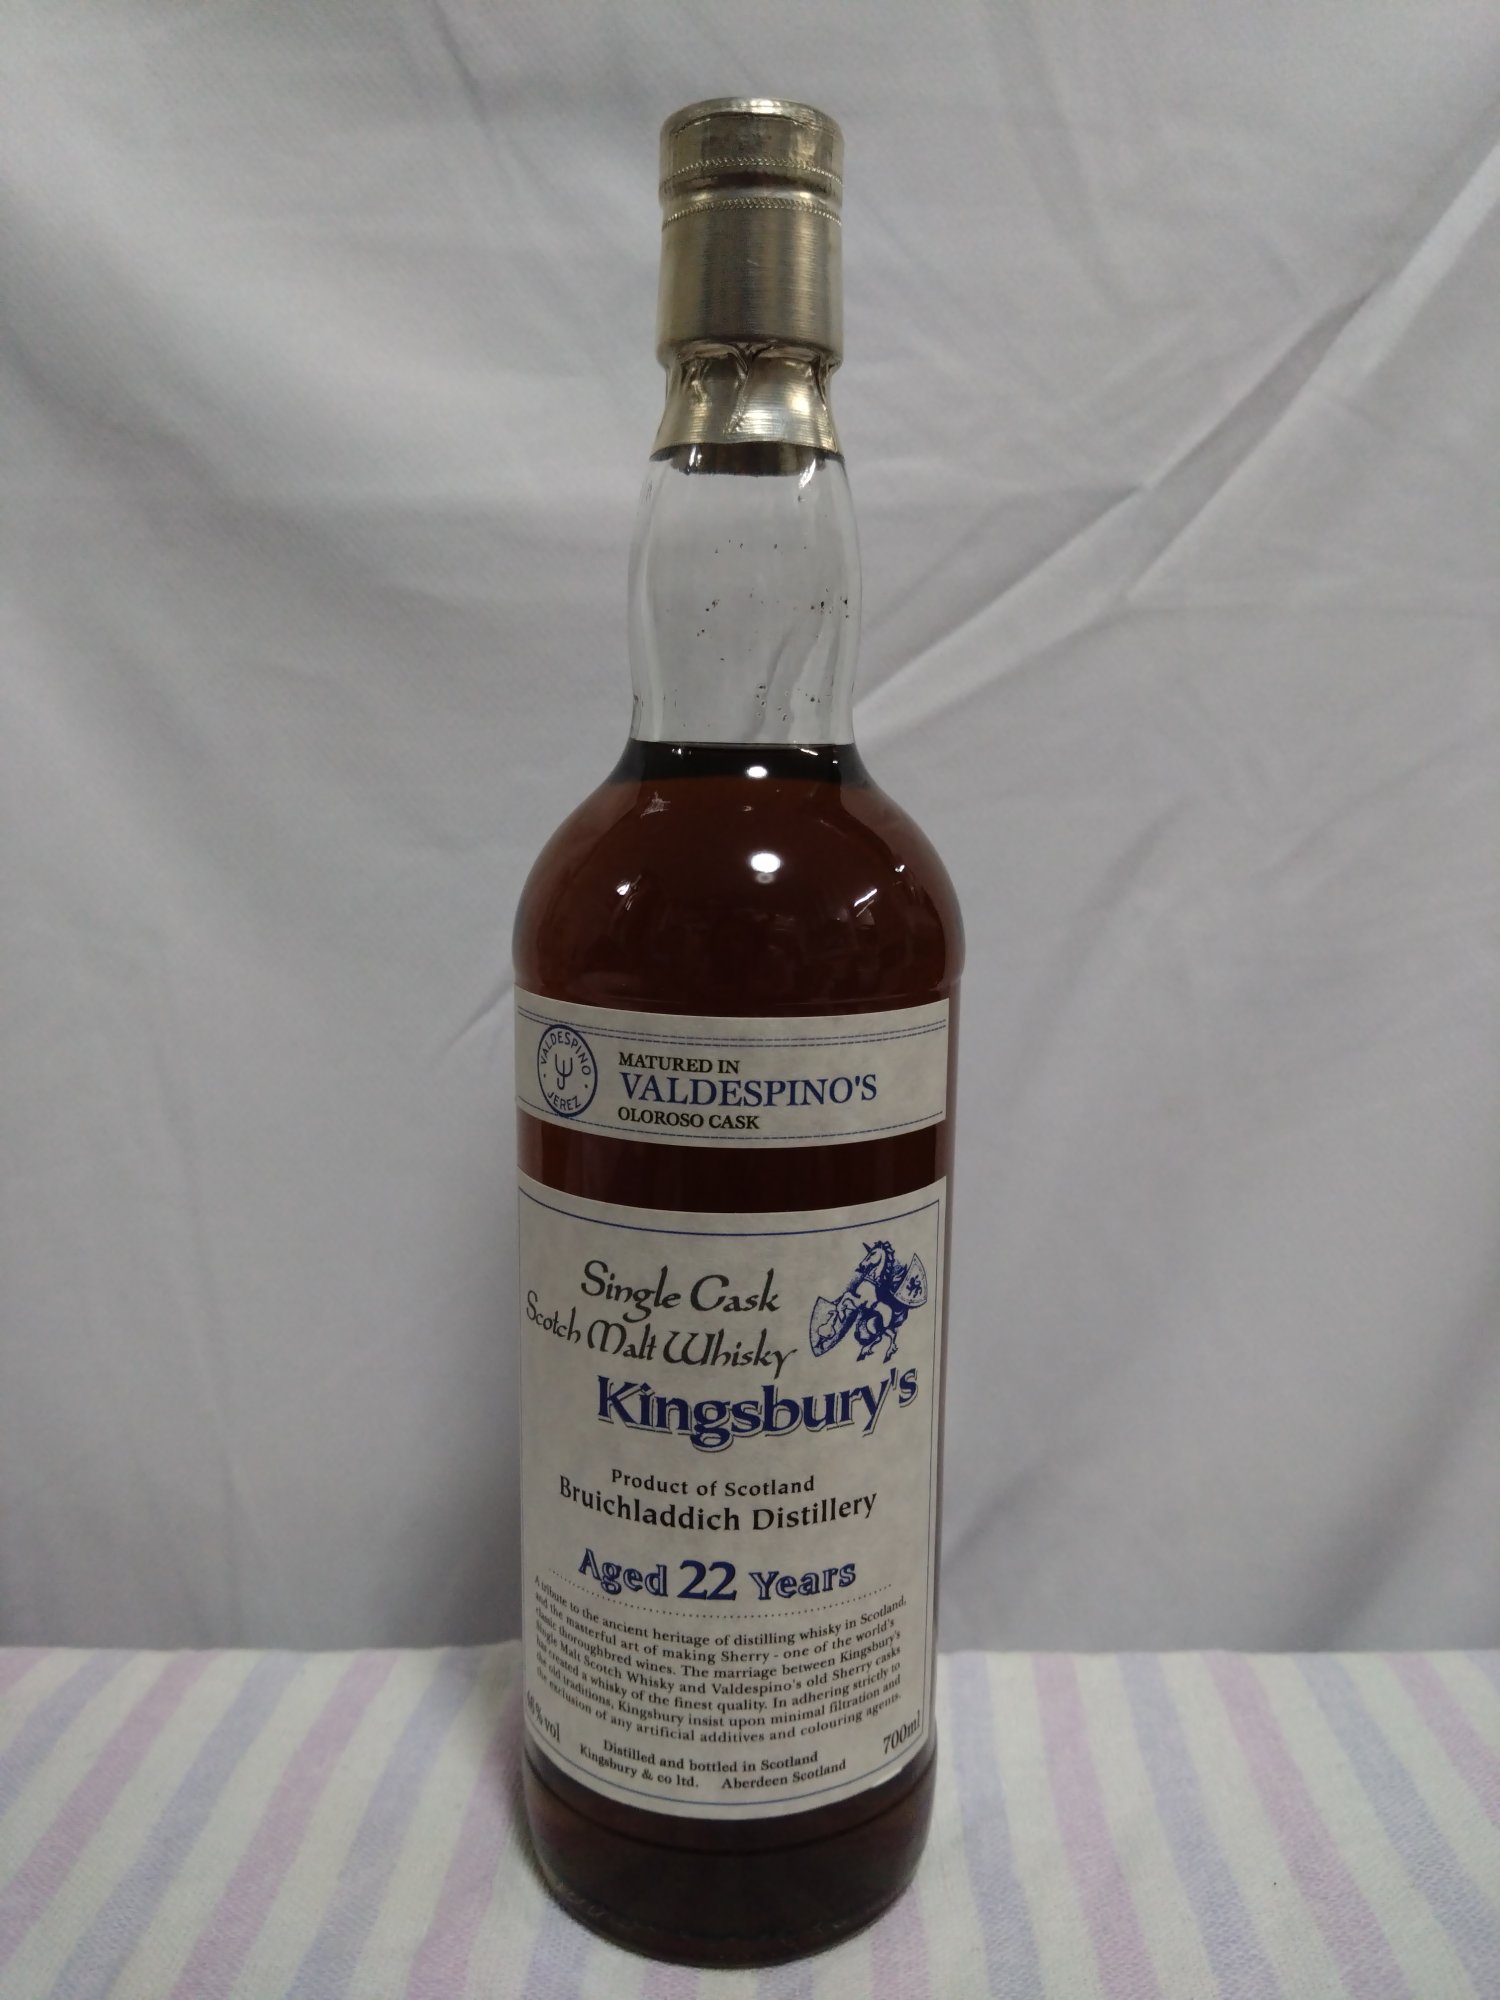 VALDESPINO
JEREZ
MATURED IN
VALDESPINO'S
OLOROSO CASK
Single Cask
Scotch Malt Whisky
Kingsbury's
Product of Scotland
Bruichladdich Distillery
Aged 22 Years
A tribute to the ancient heritage of distilling whisky in Scotland,
and the masterful art of making Sherry - one of the world's
classic thoroughbred wines. The marriage between Kingsbury's
Single Malt Scotch Whisky and Valdespino's old Sherry casks
has created a whisky of the finest quality. In adhering strictly to
the old traditions, Kingsbury insist upon minimal filtration and
the exclusion of any artificial additives and colouring agents.
%vol
700ml
Distilled and bottled in Scotland
Kingsbury & co ltd. Aberdeen Scotland